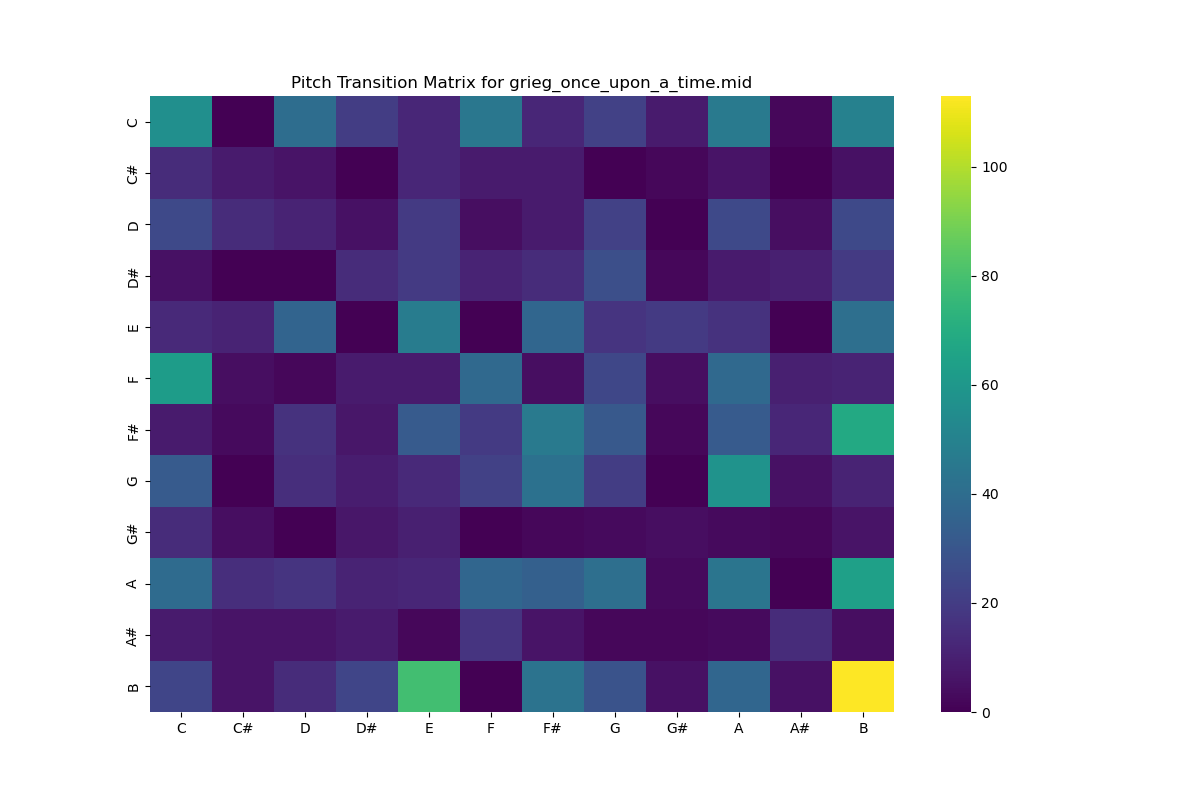 Pitch Transition Matrix for grieg_once_upon_a_time.mid
C
C#
D
D#
E
F
F#
G
G#
A
A#
B
C C# D D# E F F# G G# A A# B
100
80
60
40
20
0